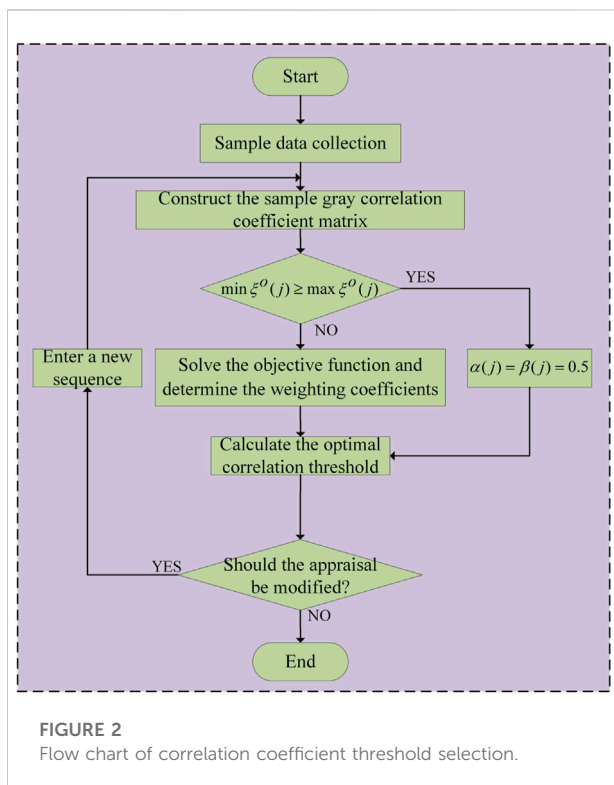 Start
Sample data collection
Construct the sample gray correlation
coefficient matrix
min ξ^o(j) ≥ max ξ^o(j)
YES
NO
Enter a new
sequence
Solve the objective function and
determine the weighting coefficients
α(j) = β(j) = 0.5
Calculate the optimal
correlation threshold
YES
Should the appraisal
be modified?
NO
End
FIGURE 2
Flow chart of correlation coefficient threshold selection.